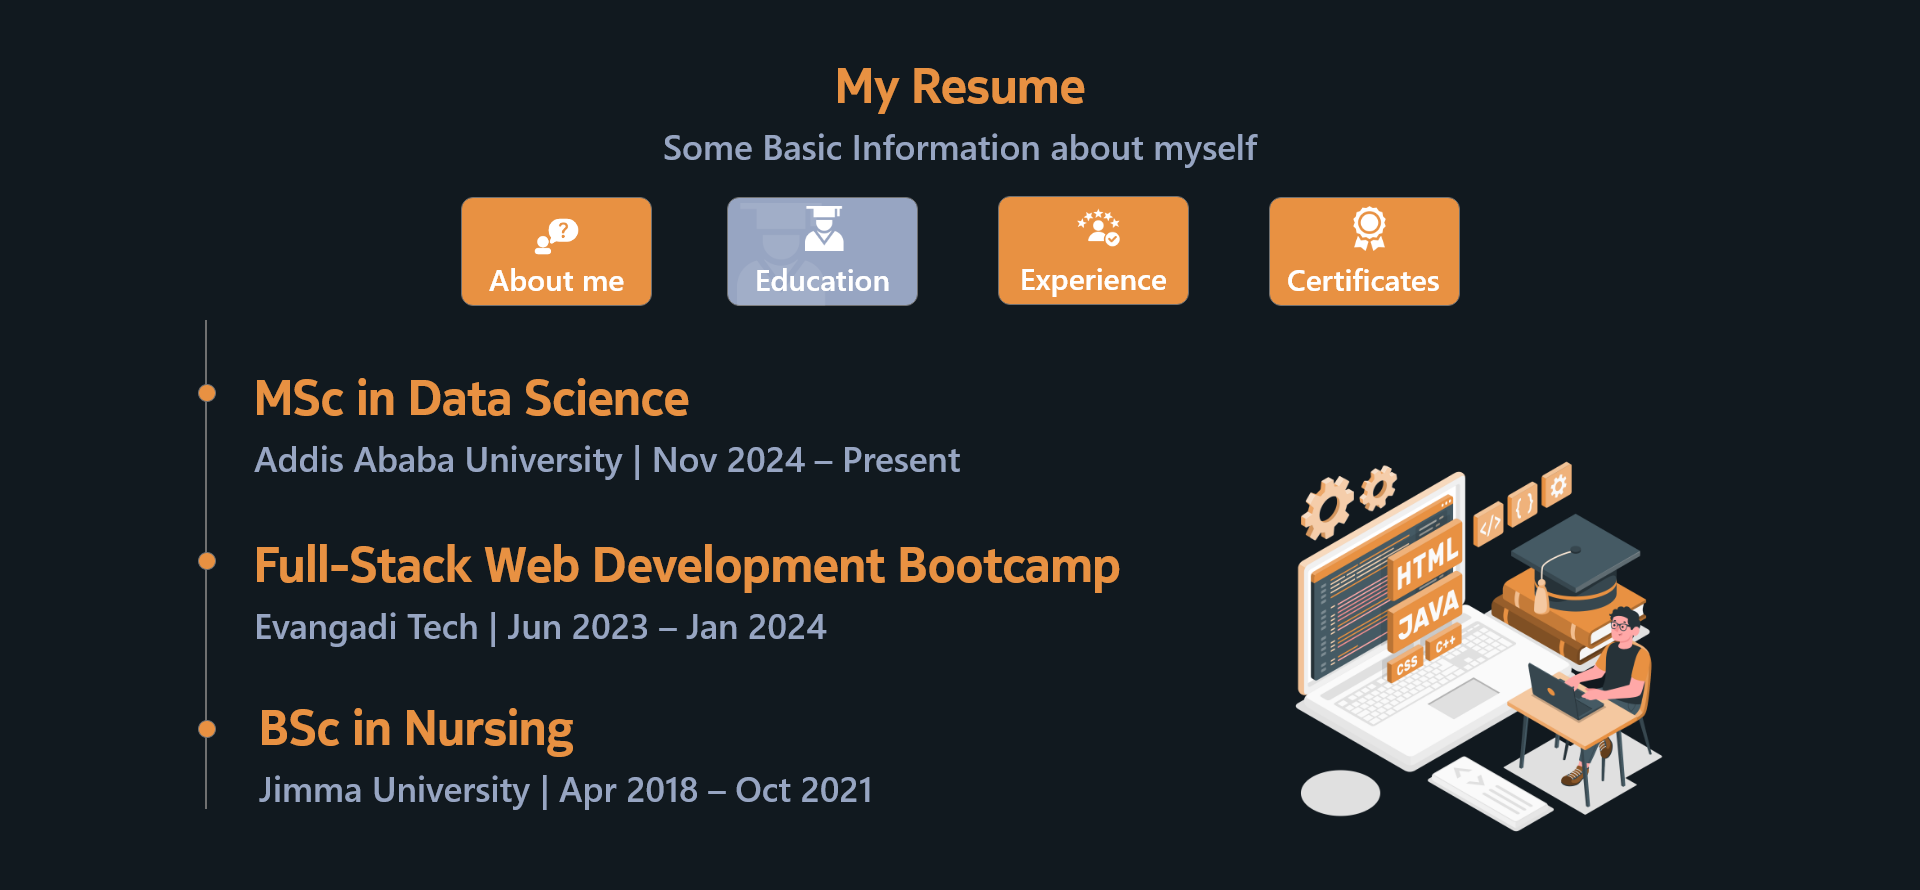 My Resume
Some Basic Information about myself
About me
Education
Experience
Certificates
MSc in Data Science
Addis Ababa University | Nov 2024 – Present
Full-Stack Web Development Bootcamp
Evangadi Tech | Jun 2023 – Jan 2024
BSc in Nursing
Jimma University | Apr 2018 – Oct 2021
</>
{ }
HTML
JAVA
CSS
C++